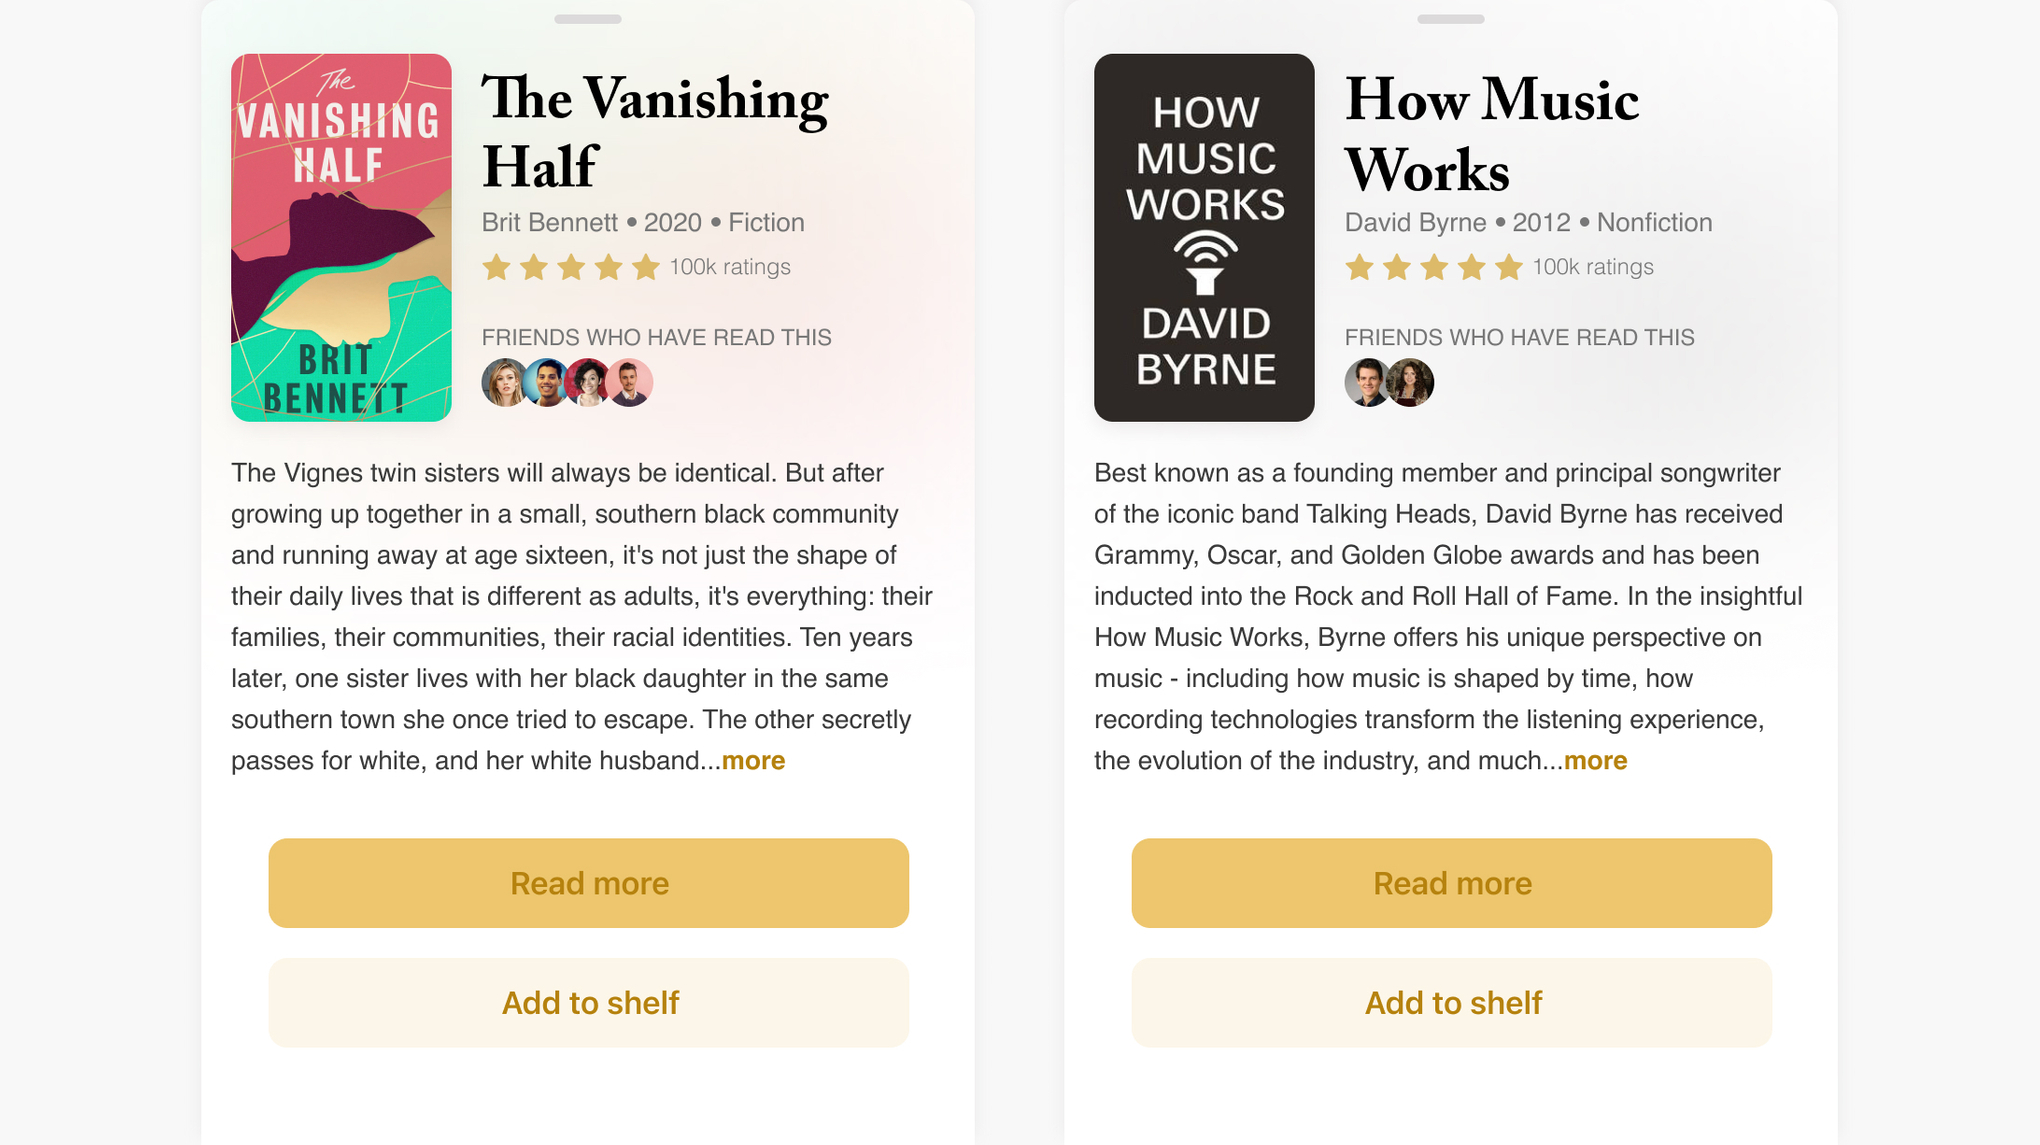 The
VANISHING
HALF
BRIT
BENNETT
The Vanishing
Half
Brit Bennett • 2020 • Fiction
100k ratings
FRIENDS WHO HAVE READ THIS
The Vignes twin sisters will always be identical. But after
growing up together in a small, southern black community
and running away at age sixteen, it's not just the shape of
their daily lives that is different as adults, it's everything: their
families, their communities, their racial identities. Ten years
later, one sister lives with her black daughter in the same
southern town she once tried to escape. The other secretly
passes for white, and her white husband...more
Read more
Add to shelf
HOW
MUSIC
WORKS
DAVID
BYRNE
How Music
Works
David Byrne • 2012 • Nonfiction
100k ratings
FRIENDS WHO HAVE READ THIS
Best known as a founding member and principal songwriter
of the iconic band Talking Heads, David Byrne has received
Grammy, Oscar, and Golden Globe awards and has been
inducted into the Rock and Roll Hall of Fame. In the insightful
How Music Works, Byrne offers his unique perspective on
music - including how music is shaped by time, how
recording technologies transform the listening experience,
the evolution of the industry, and much...more
Read more
Add to shelf